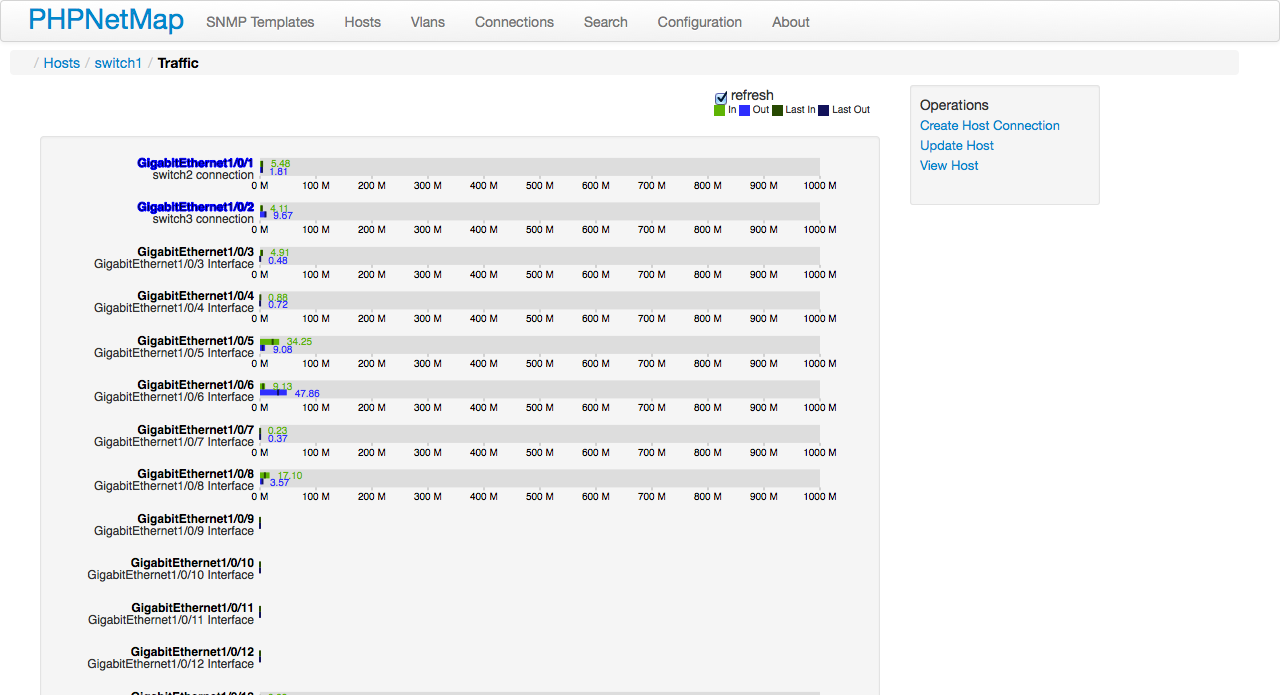 PHPNetMap SNMP Templates Hosts Vlans Connections Search Configuration About
/ Hosts / switch1 / Traffic
refresh
In Out Last In Last Out
Operations
Create Host Connection
Update Host
View Host
GigabitEthernet1/0/1 5.48
switch2 connection 1.81
0 M 100 M 200 M 300 M 400 M 500 M 600 M 700 M 800 M 900 M 1000 M
GigabitEthernet1/0/2 4.11
switch3 connection 9.67
0 M 100 M 200 M 300 M 400 M 500 M 600 M 700 M 800 M 900 M 1000 M
GigabitEthernet1/0/3 4.91
GigabitEthernet1/0/3 Interface 0.48
0 M 100 M 200 M 300 M 400 M 500 M 600 M 700 M 800 M 900 M 1000 M
GigabitEthernet1/0/4 0.88
GigabitEthernet1/0/4 Interface 0.72
0 M 100 M 200 M 300 M 400 M 500 M 600 M 700 M 800 M 900 M 1000 M
GigabitEthernet1/0/5 34.25
GigabitEthernet1/0/5 Interface 9.08
0 M 100 M 200 M 300 M 400 M 500 M 600 M 700 M 800 M 900 M 1000 M
GigabitEthernet1/0/6 9.13
GigabitEthernet1/0/6 Interface 47.86
0 M 100 M 200 M 300 M 400 M 500 M 600 M 700 M 800 M 900 M 1000 M
GigabitEthernet1/0/7 0.23
GigabitEthernet1/0/7 Interface 0.37
0 M 100 M 200 M 300 M 400 M 500 M 600 M 700 M 800 M 900 M 1000 M
GigabitEthernet1/0/8 17.10
GigabitEthernet1/0/8 Interface 3.57
0 M 100 M 200 M 300 M 400 M 500 M 600 M 700 M 800 M 900 M 1000 M
GigabitEthernet1/0/9
GigabitEthernet1/0/9 Interface
GigabitEthernet1/0/10
GigabitEthernet1/0/10 Interface
GigabitEthernet1/0/11
GigabitEthernet1/0/11 Interface
GigabitEthernet1/0/12
GigabitEthernet1/0/12 Interface